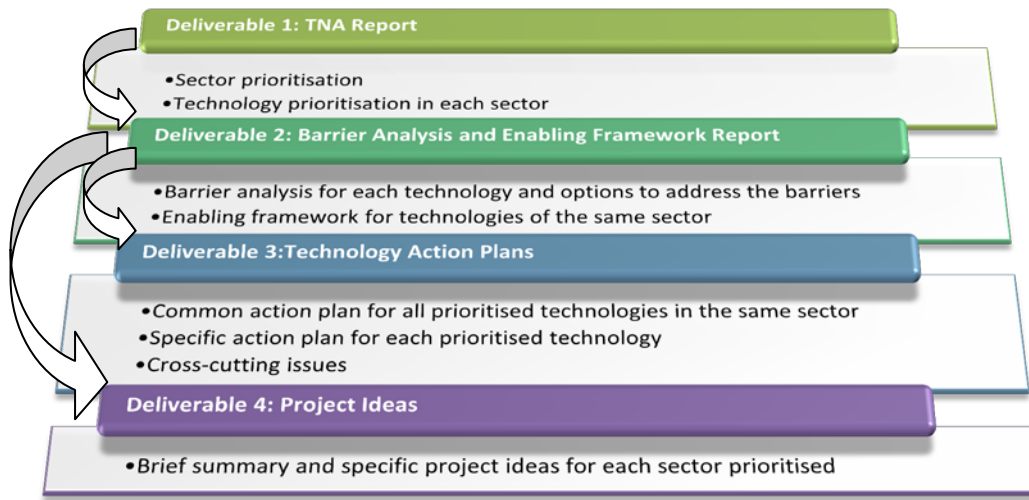 Deliverable 1: TNA Report
•Sector prioritisation
•Technology prioritisation in each sector
Deliverable 2: Barrier Analysis and Enabling Framework Report
•Barrier analysis for each technology and options to address the barriers
•Enabling framework for technologies of the same sector
Deliverable 3:Technology Action Plans
•Common action plan for all prioritised technologies in the same sector
•Specific action plan for each prioritised technology
•Cross-cutting issues
Deliverable 4: Project Ideas
•Brief summary and specific project ideas for each sector prioritised